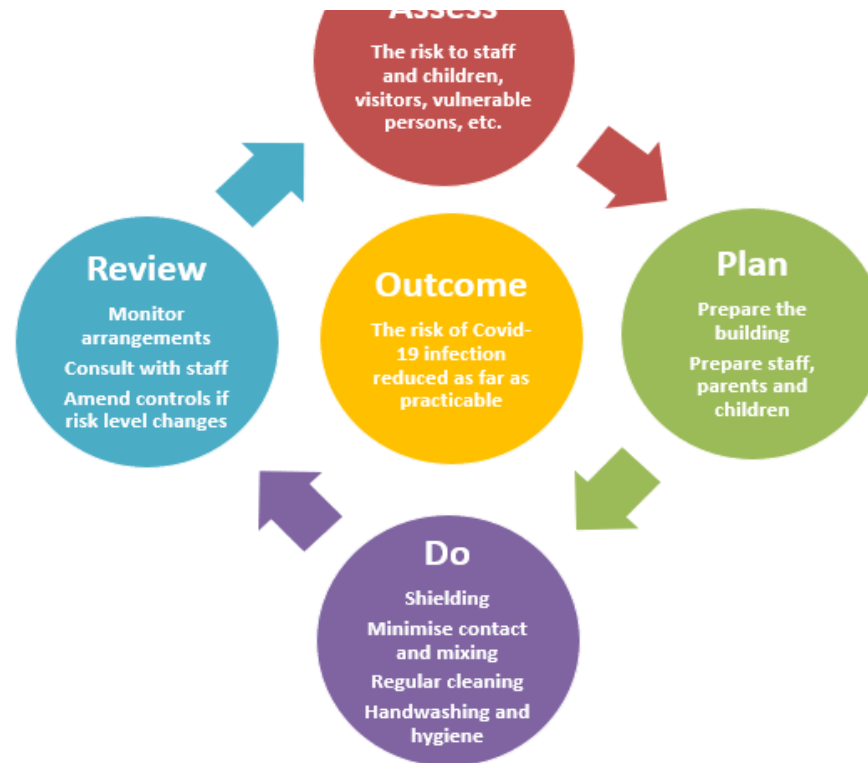 Assess
The risk to staff
and children,
visitors, vulnerable
persons, etc.
Review
Monitor
arrangements
Consult with staff
Amend controls if
risk level changes
Outcome
The risk of Covid-
19 infection
reduced as far as
practicable
Plan
Prepare the
building
Prepare staff,
parents and
children
Do
Shielding
Minimise contact
and mixing
Regular cleaning
Handwashing and
hygiene